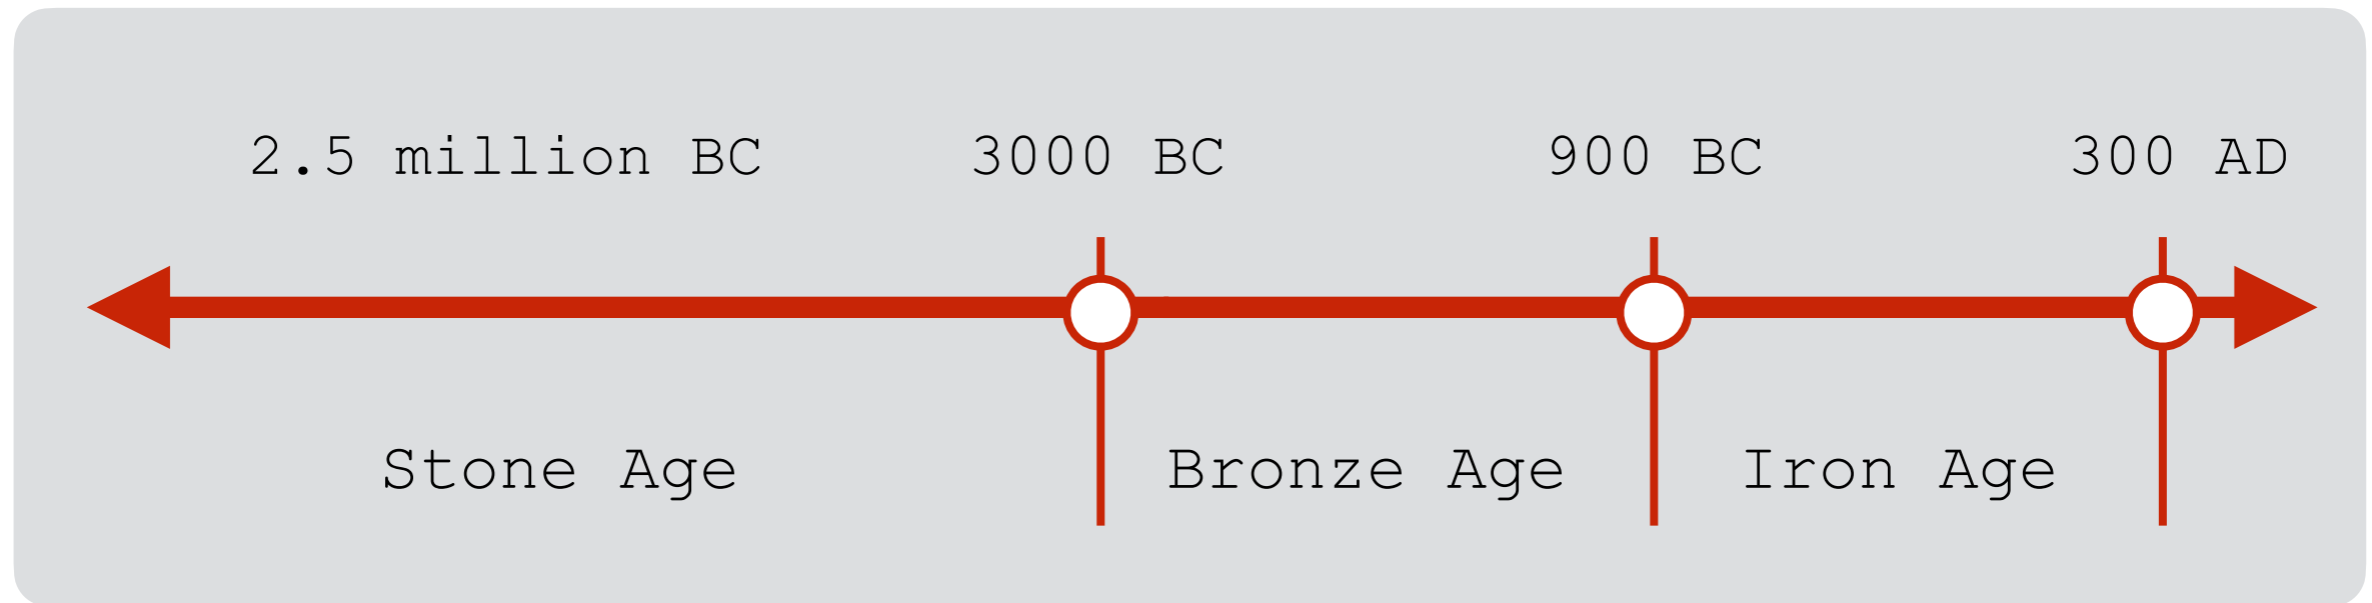 2.5 million BC 3000 BC 900 BC 300 AD
Stone Age Bronze Age Iron Age